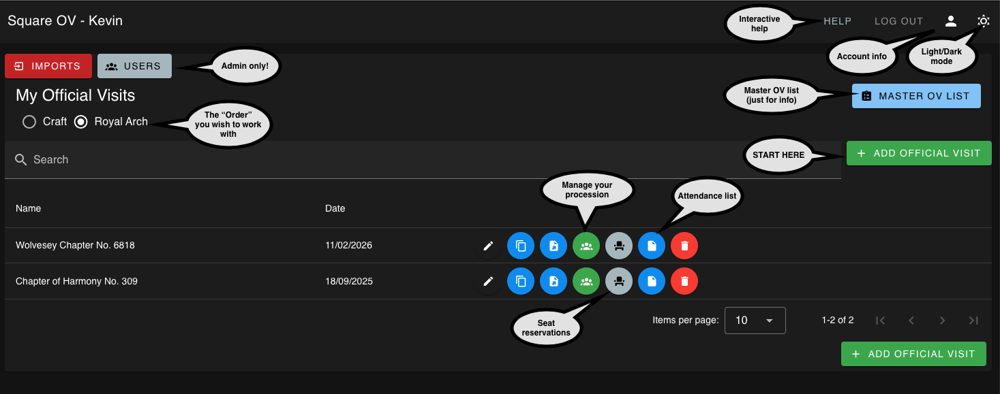 Square OV - Kevin
Interactive
help
HELP
LOG OUT
Account info
Light/Dark
mode
IMPORTS
USERS
Admin only!
My Official Visits
Master OV list
(just for info)
MASTER OV LIST
Craft
Royal Arch
The “Order”
you wish to work
with
Search
START HERE
+ ADD OFFICIAL VISIT
Manage your
procession
Attendance list
Name
Date
Wolvesey Chapter No. 6818
11/02/2026
Chapter of Harmony No. 309
18/09/2025
Seat
reservations
Items per page:
10
1-2 of 2
+ ADD OFFICIAL VISIT